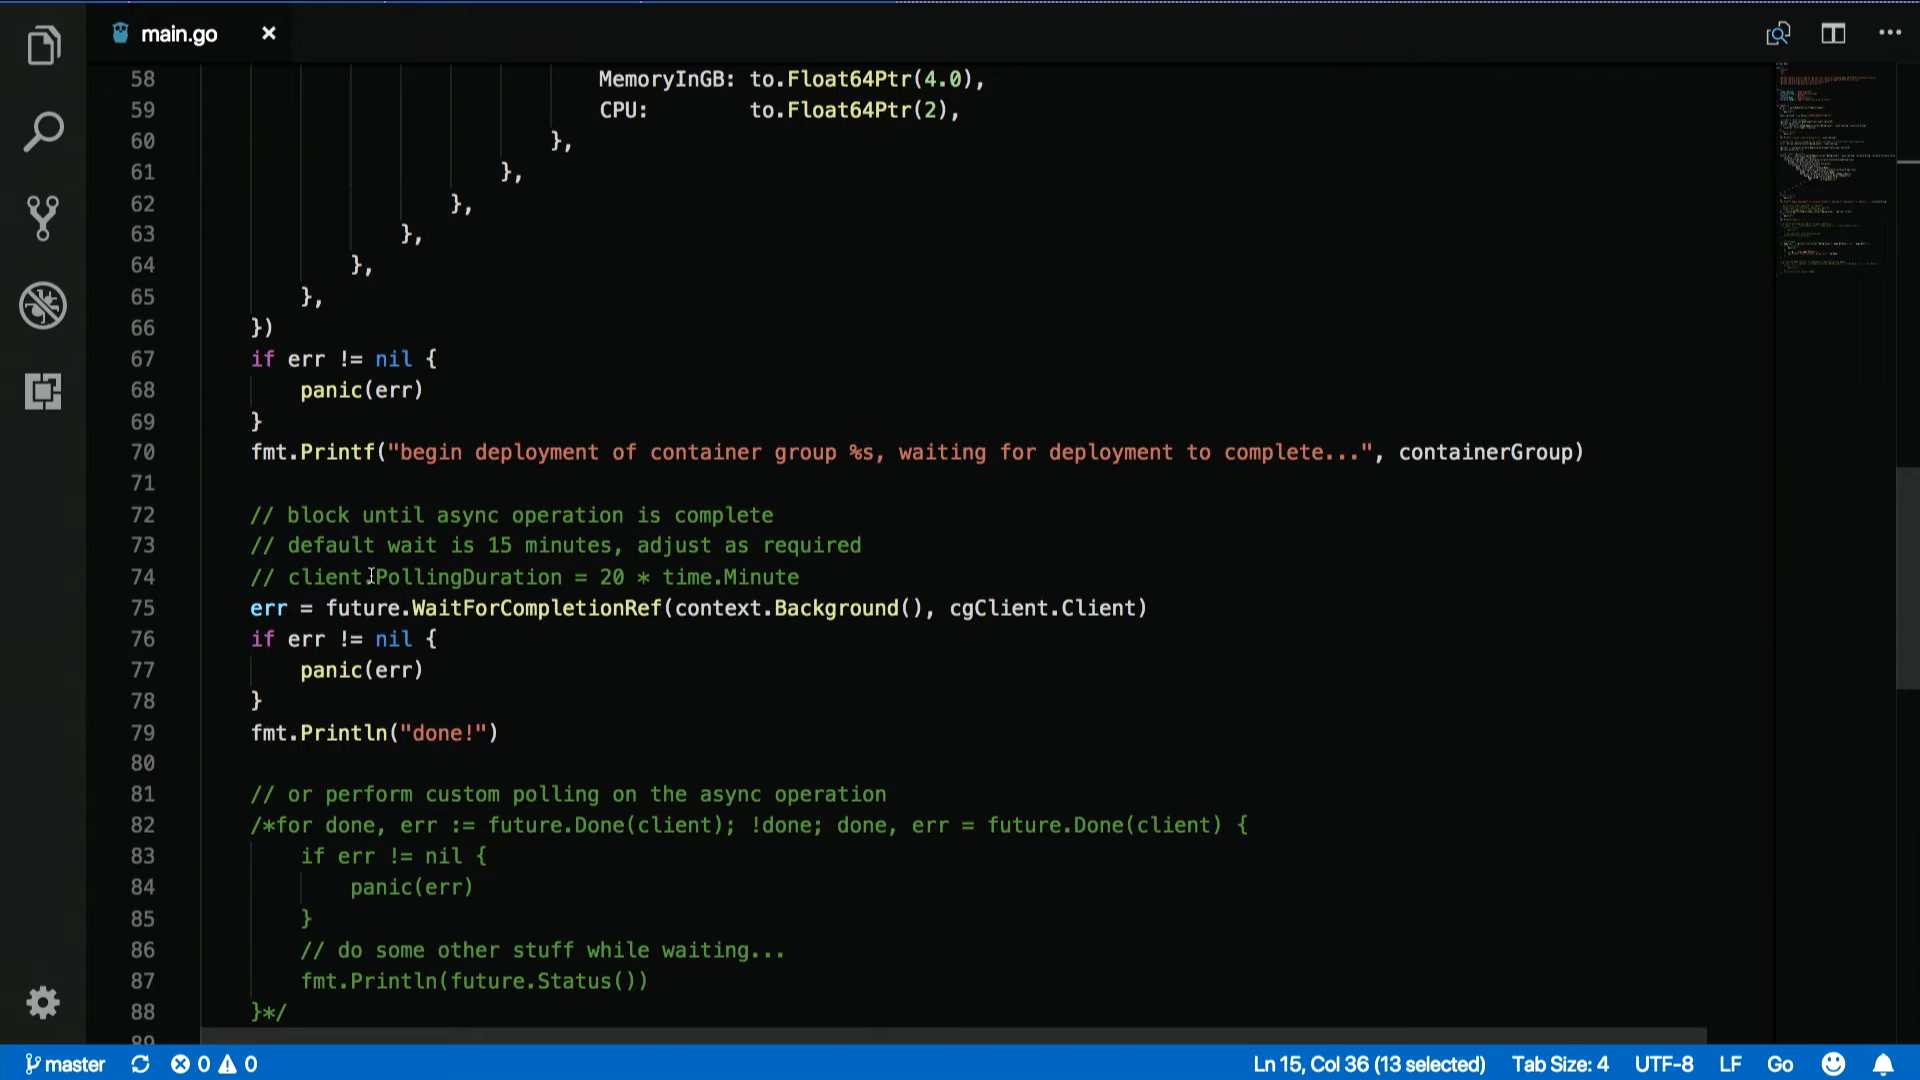 main.go
58 MemoryInGB: to.Float64Ptr(4.0),
59 CPU: to.Float64Ptr(2),
60 },
61 },
62 },
63 },
64 },
65 },
66 })
67 if err != nil {
68 panic(err)
69 }
70 fmt.Printf("begin deployment of container group %s, waiting for deployment to complete...", containerGroup)
71
72 // block until async operation is complete
73 // default wait is 15 minutes, adjust as required
74 // client.PollingDuration = 20 * time.Minute
75 err = future.WaitForCompletionRef(context.Background(), cgClient.Client)
76 if err != nil {
77 panic(err)
78 }
79 fmt.Println("done!")
80
81 // or perform custom polling on the async operation
82 /*for done, err := future.Done(client); !done; done, err = future.Done(client) {
83 if err != nil {
84 panic(err)
85 }
86 // do some other stuff while waiting...
87 fmt.Println(future.Status())
88 }*/
89
master 0 0 Ln 15, Col 36 (13 selected) Tab Size: 4 UTF-8 LF Go